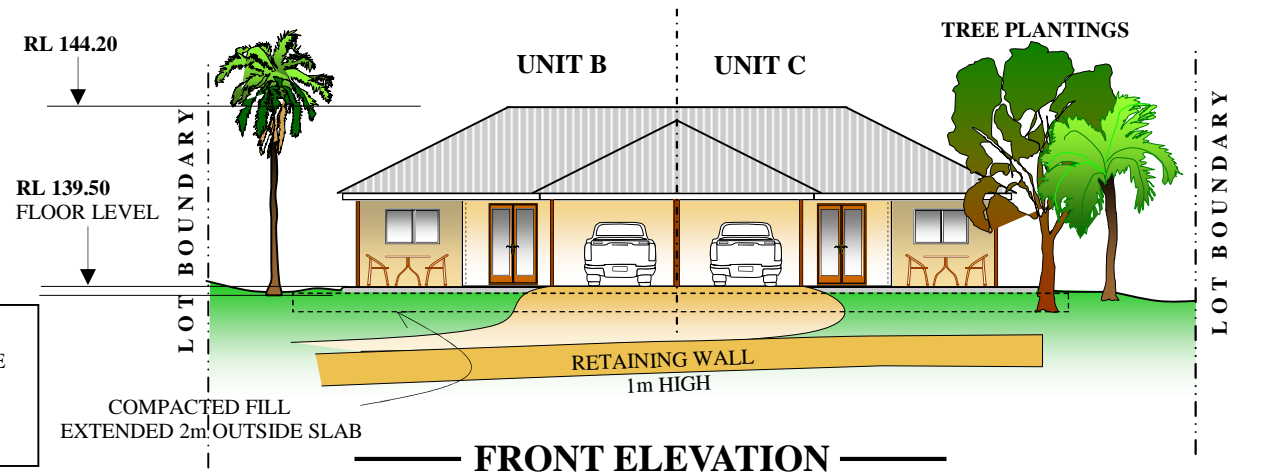 RL 144.20
TREE PLANTINGS
UNIT B
UNIT C
LOT BOUNDARY
LOT BOUNDARY
RL 139.50
FLOOR LEVEL
E
RETAINING WALL
1m HIGH
COMPACTED FILL
EXTENDED 2m OUTSIDE SLAB
FRONT ELEVATION